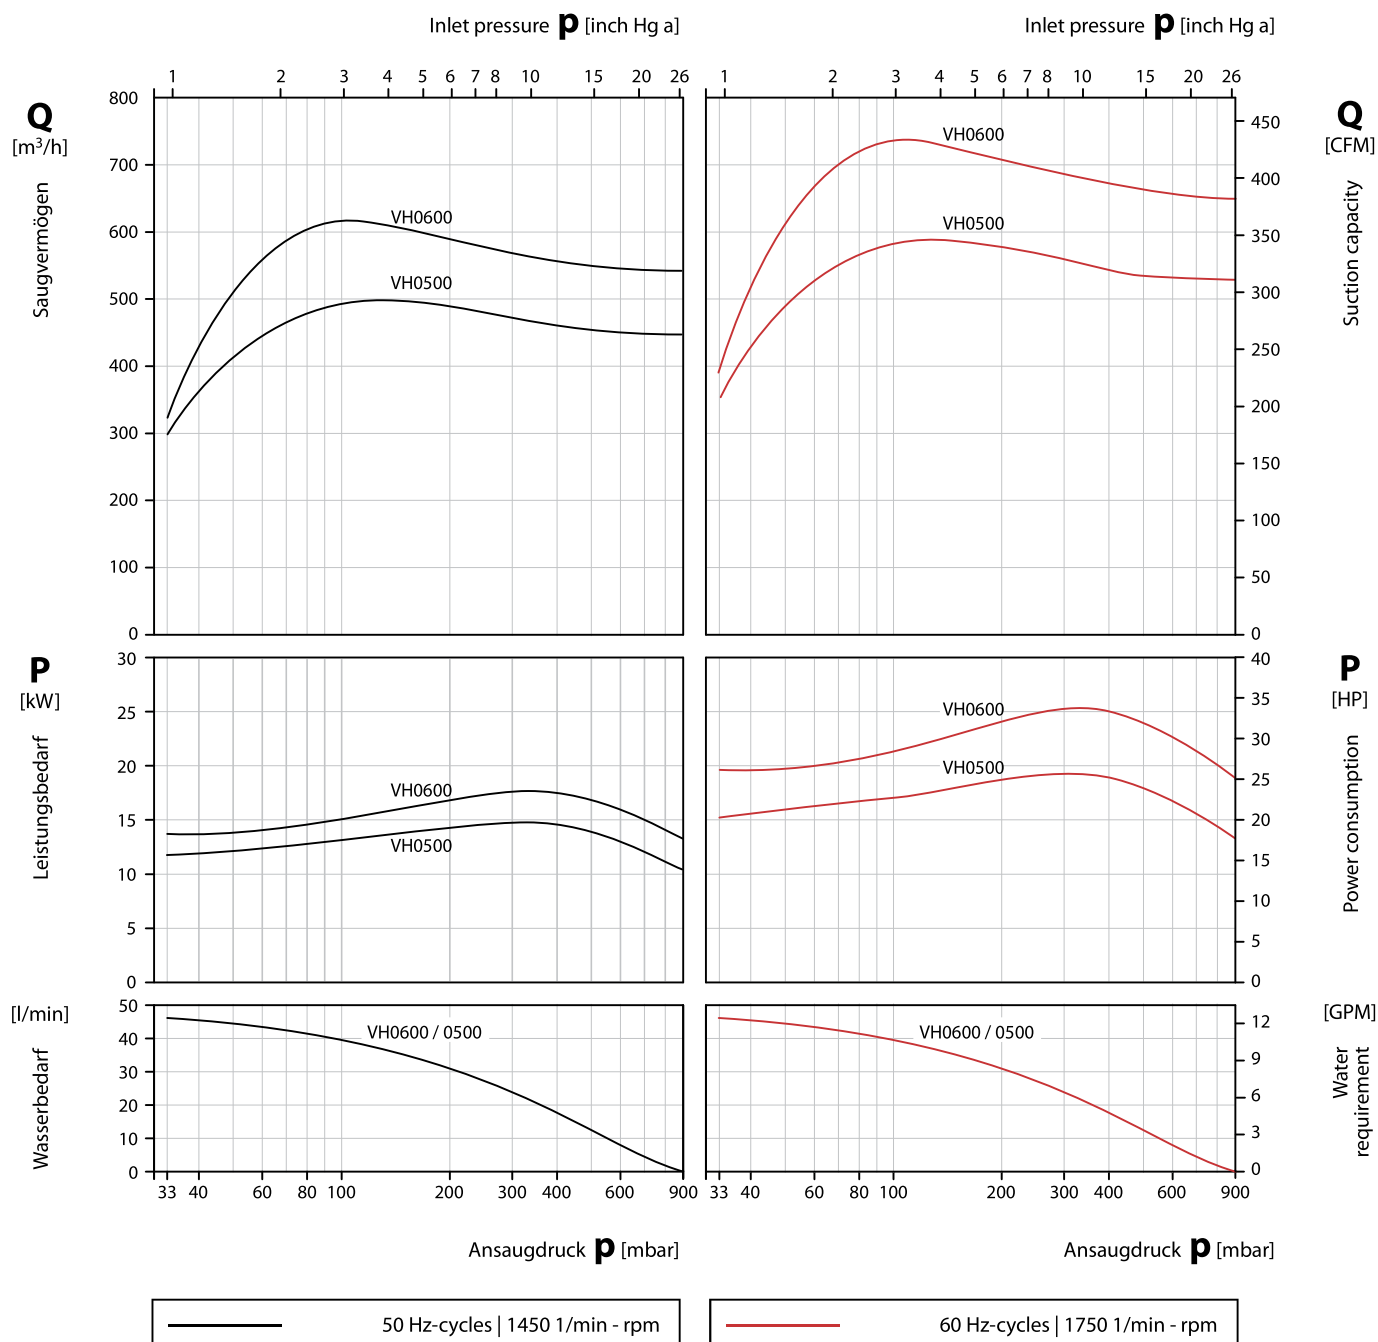 Inlet pressure p [inch Hg a] Inlet pressure p [inch Hg a]
1 2 3 4 5 6 7 8 10 15 20 26 1 2 3 4 5 6 7 8 10 15 20 26
Q
[m³/h]
Saugvermögen
800
700
600
500
400
300
200
100
0
VH0600
VH0500
VH0600
VH0500
Q
[CFM]
Suction capacity
450
400
350
300
250
200
150
100
50
0
P
[kW]
Leistungsbedarf
30
25
20
15
10
5
0
VH0600
VH0500
VH0600
VH0500
P
[HP]
Power consumption
40
35
30
25
20
15
10
5
0
[l/min]
Wasserbedarf
50
40
30
20
10
0
VH0600 / 0500
VH0600 / 0500
[GPM]
Water
requirement
12
9
6
3
0
33 40 60 80 100 200 300 400 600 900 33 40 60 80 100 200 300 400 600 900
Ansaugdruck p [mbar] Ansaugdruck p [mbar]
50 Hz-cycles | 1450 1/min - rpm
60 Hz-cycles | 1750 1/min - rpm